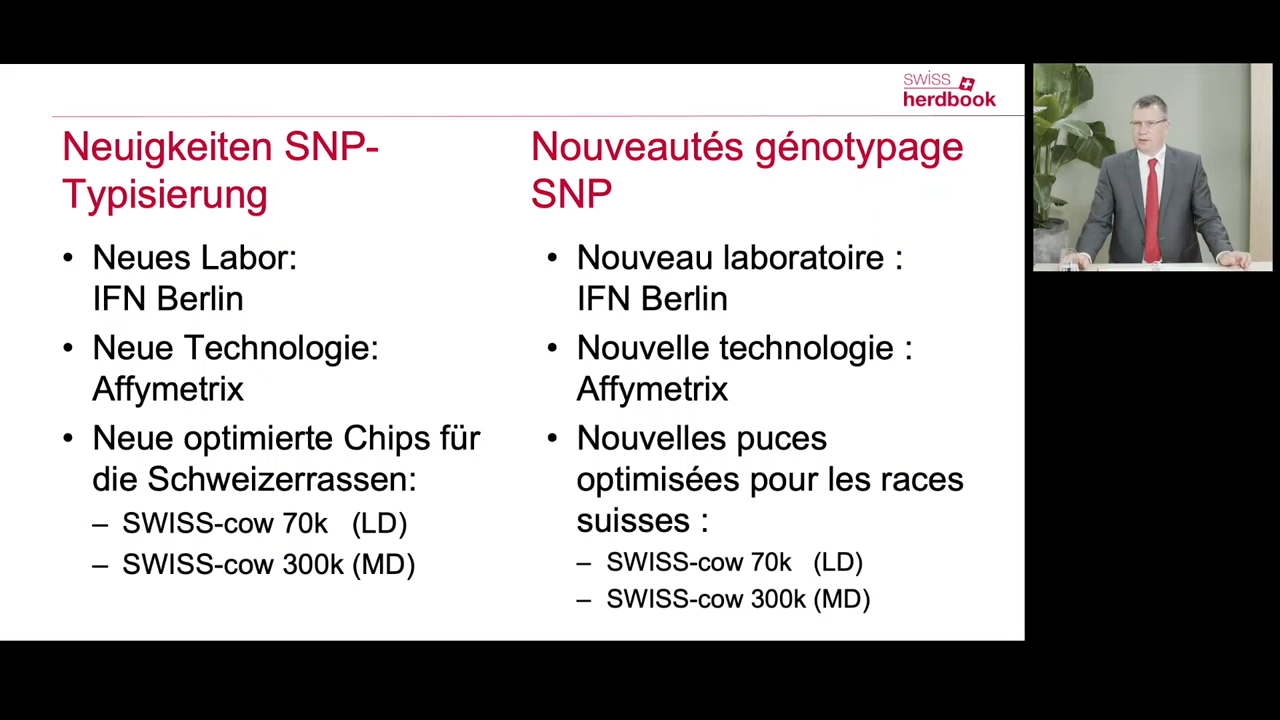 swiss
herdbook
Neuigkeiten SNP-
Typisierung
• Neues Labor:
IFN Berlin
• Neue Technologie:
Affymetrix
• Neue optimierte Chips für
die Schweizerrassen:
– SWISS-cow 70k (LD)
– SWISS-cow 300k (MD)
Nouveautés génotypage
SNP
• Nouveau laboratoire :
IFN Berlin
• Nouvelle technologie :
Affymetrix
• Nouvelles puces
optimisées pour les races
suisses :
– SWISS-cow 70k (LD)
– SWISS-cow 300k (MD)